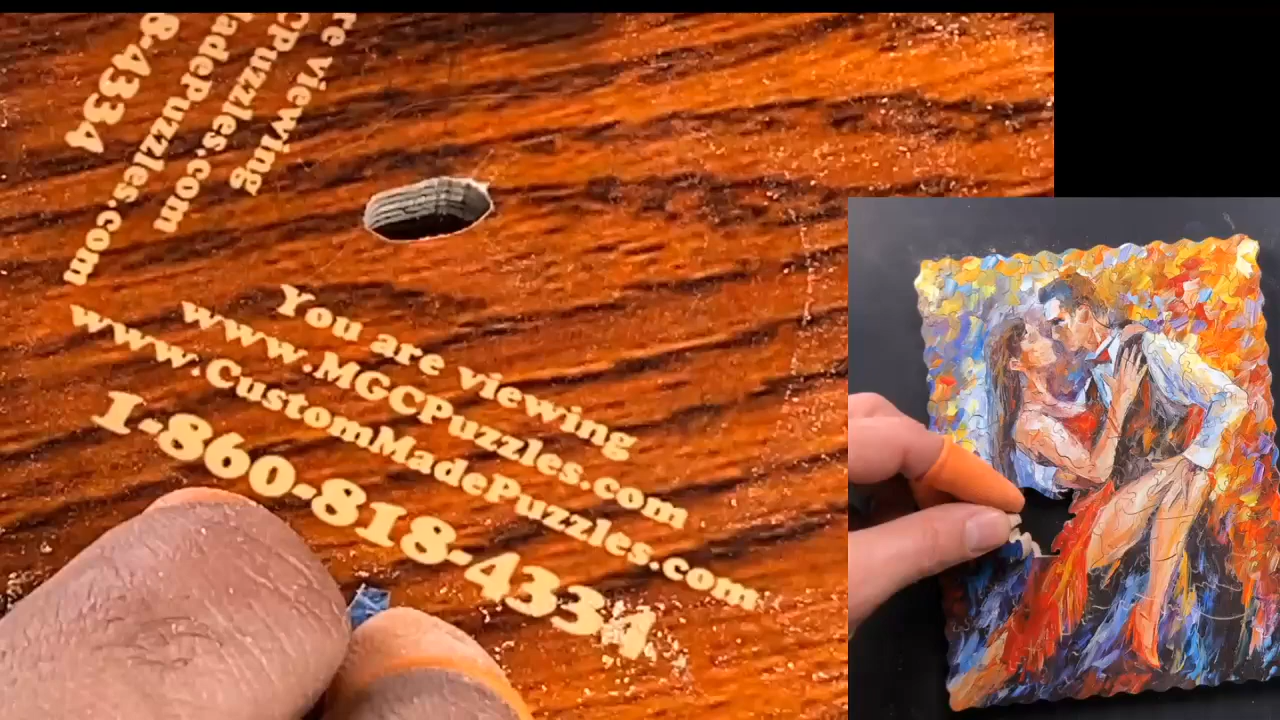 re viewing
CPuzzles.com
adePuzzles.com
8-4334
You are viewing
www.MGCPuzzles.com
www.CustomMadePuzzles.com
1-860-818-4334